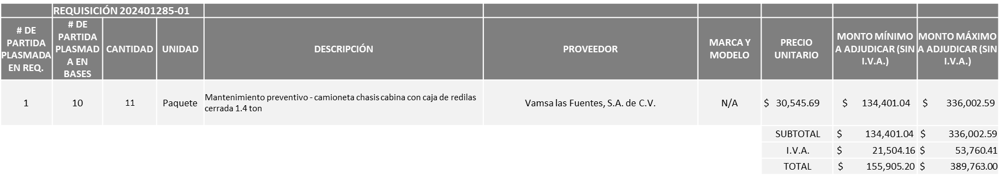 REQUISICIÓN 202401285-01
# DE PARTIDA PLASMADA EN REQ. # DE PARTIDA PLASMADA EN BASES CANTIDAD UNIDAD DESCRIPCIÓN PROVEEDOR MARCA Y MODELO PRECIO UNITARIO MONTO MÍNIMO A ADJUDICAR (SIN I.V.A.) MONTO MÁXIMO A ADJUDICAR (SIN I.V.A.)
1 10 11 Paquete Mantenimiento preventivo - camioneta chasis cabina con caja de redilas cerrada 1.4 ton Vamsa las Fuentes, S.A. de C.V. N/A $ 30,545.69 $ 134,401.04 $ 336,002.59
SUBTOTAL $ 134,401.04 $ 336,002.59
I.V.A. $ 21,504.16 $ 53,760.41
TOTAL $ 155,905.20 $ 389,763.00